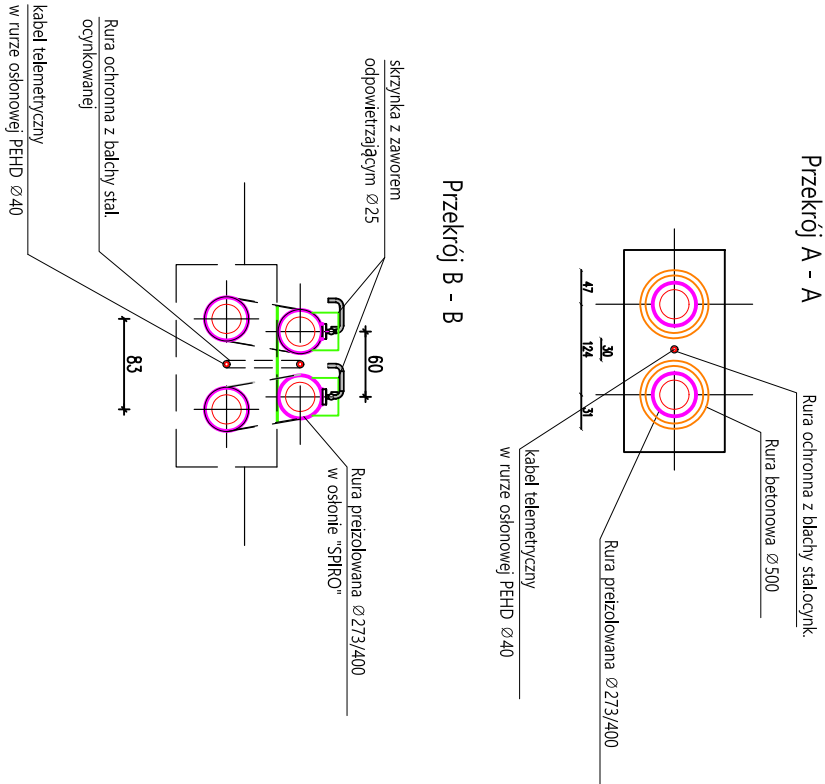 Przekrój A - A
Rura ochronna z blachy stal.ocynk.
Rura betonowa Ø500
Rura preizolowana Ø273/400
kabel telemetryczny
w rurze osłonowej PEHD Ø40
47
124
30
31
Przekrój B - B
skrzynka z zaworem
odpowietrzającym Ø25
60
83
Rura preizolowana Ø273/400
w osłonie "SPIRO"
Rura ochronna z balchy stal.
ocynkowanej
kabel telemetryczny
w rurze osłonowej PEHD Ø40